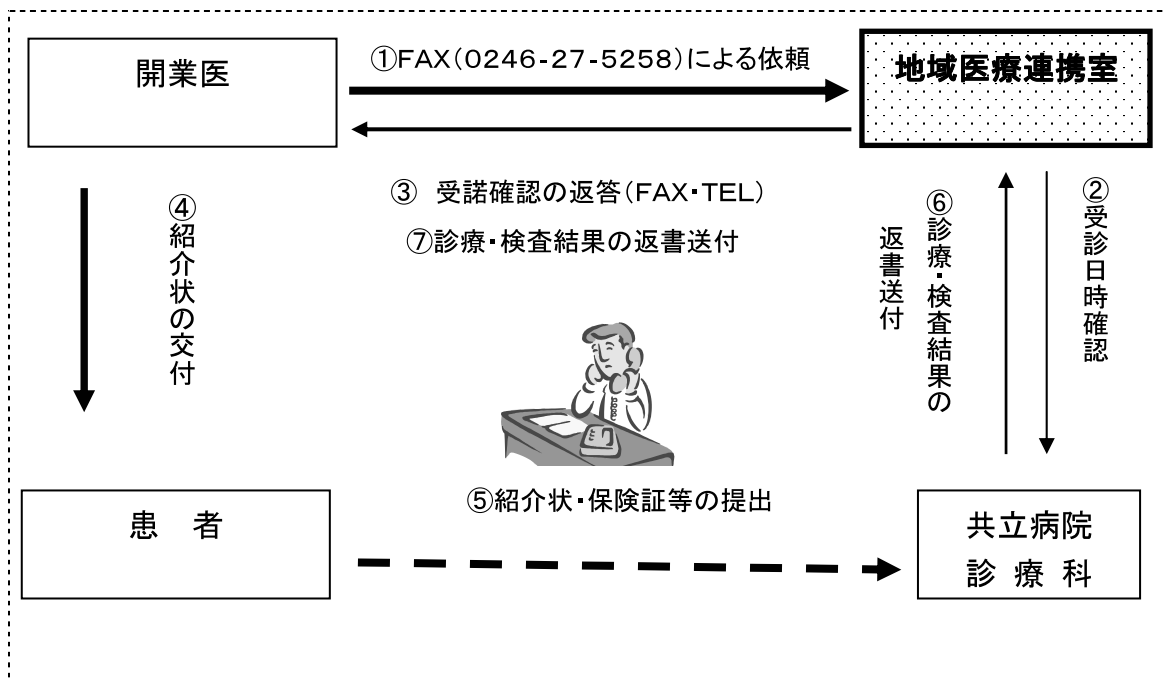 開業医
①FAX(0246-27-5258)による依頼
地域医療連携室
③ 受諾確認の返答(FAX・TEL)
⑦診療・検査結果の返書送付
④紹介状の交付
⑥診療・検査結果の
返書送付
②受診日時確認
⑤紹介状・保険証等の提出
患 者
共立病院
診 療 科